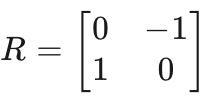 R = [0 −1
1 0]